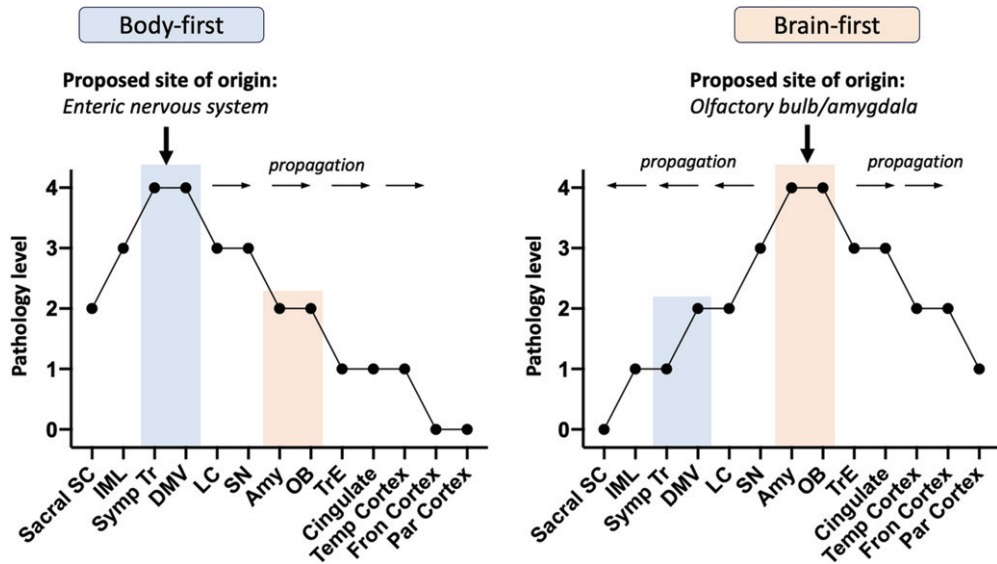 Body-first
Proposed site of origin:
Enteric nervous system
propagation
Pathology level
4
3
2
1
0
Sacral SC
IML
Symp Tr
DMV
LC
SN
Amy
OB
TrE
Cingulate
Temp Cortex
Fron Cortex
Par Cortex
Brain-first
Proposed site of origin:
Olfactory bulb/amygdala
propagation
propagation
Pathology level
4
3
2
1
0
Sacral SC
IML
Symp Tr
DMV
LC
SN
Amy
OB
TrE
Cingulate
Temp Cortex
Fron Cortex
Par Cortex